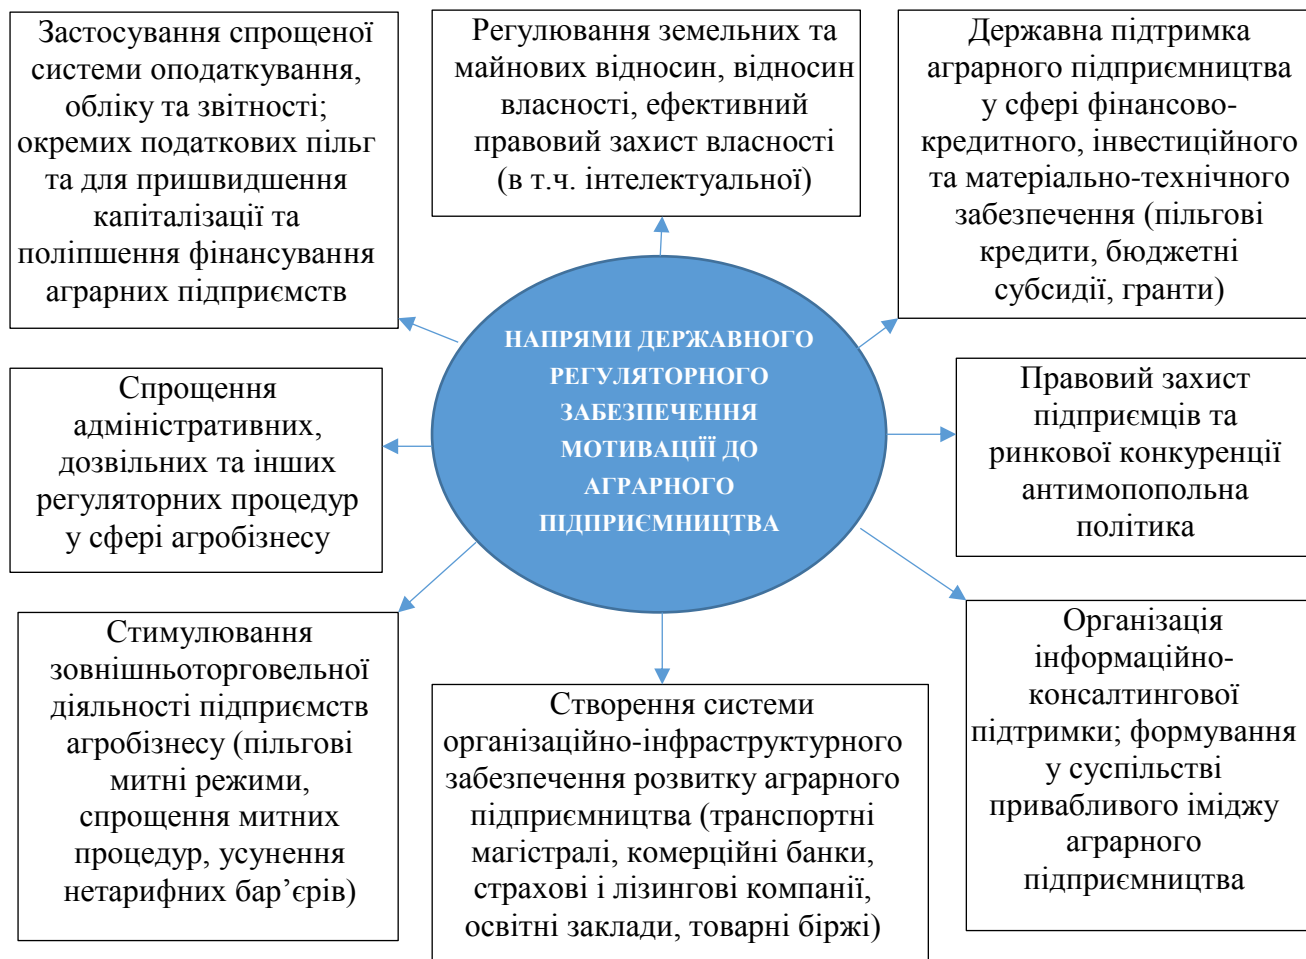 Застосування спрощеної
системи оподаткування,
обліку та звітності;
окремих податкових пільг
та для пришвидшення
капіталізації та
поліпшення фінансування
аграрних підприємств
Регулювання земельних та
майнових відносин, відносин
власності, ефективний
правовий захист власності
(в т.ч. інтелектуальної)
Державна підтримка
аграрного підприємництва
у сфері фінансово-
кредитного, інвестиційного
та матеріально-технічного
забезпечення (пільгові
кредити, бюджетні
субсидії, гранти)
НАПРЯМИ ДЕРЖАВНОГО
РЕГУЛЯТОРНОГО
ЗАБЕЗПЕЧЕННЯ
МОТИВАЦІЇЇ ДО
АГРАРНОГО
ПІДПРИЄМНИЦТВА
Спрощення
адміністративних,
дозвільних та інших
регуляторних процедур
у сфері агробізнесу
Правовий захист
підприємців та
ринкової конкуренції
антимопопольна
політика
Стимулювання
зовнішньоторговельної
діяльності підприємств
агробізнесу (пільгові
митні режими,
спрощення митних
процедур, усунення
нетарифних бар’єрів)
Створення системи
організаційно-інфраструктурного
забезпечення розвитку аграрного
підприємництва (транспортні
магістралі, комерційні банки,
страхові і лізингові компанії,
освітні заклади, товарні біржі)
Організація
інформаційно-
консалтингової
підтримки; формування
у суспільстві
привабливого іміджу
аграрного
підприємництва